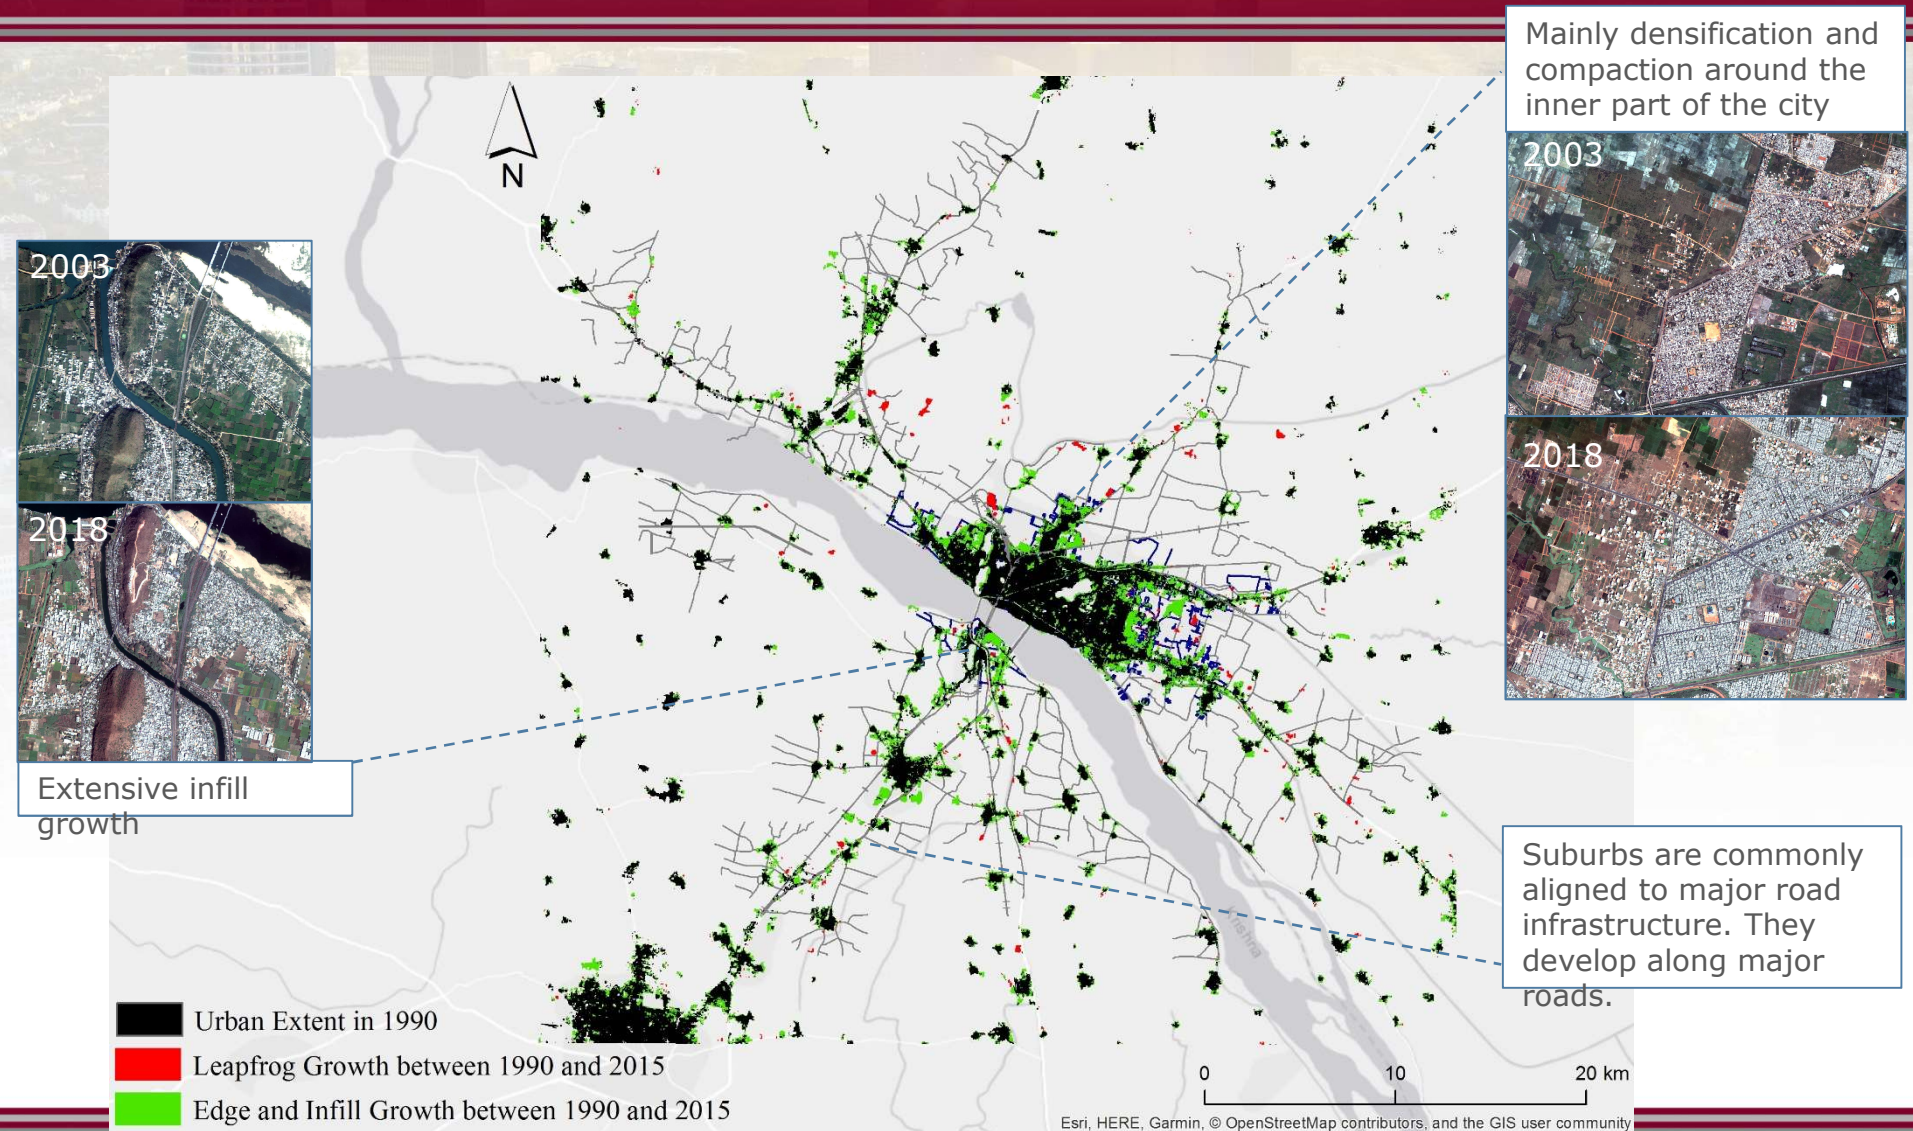 Mainly densification and
compaction around the
inner part of the city
2003
2018
N
2003
2018
Extensive infill
growth
Suburbs are commonly
aligned to major road
infrastructure. They
develop along major
roads.
Krishna
Urban Extent in 1990
Leapfrog Growth between 1990 and 2015
Edge and Infill Growth between 1990 and 2015
0 10 20 km
Esri, HERE, Garmin, © OpenStreetMap contributors, and the GIS user community